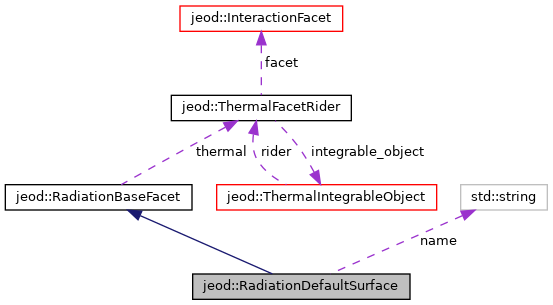 jeod::InteractionFacet
facet
jeod::ThermalFacetRider
thermal
rider
integrable_object
jeod::RadiationBaseFacet
jeod::ThermalIntegrableObject
std::string
name
jeod::RadiationDefaultSurface